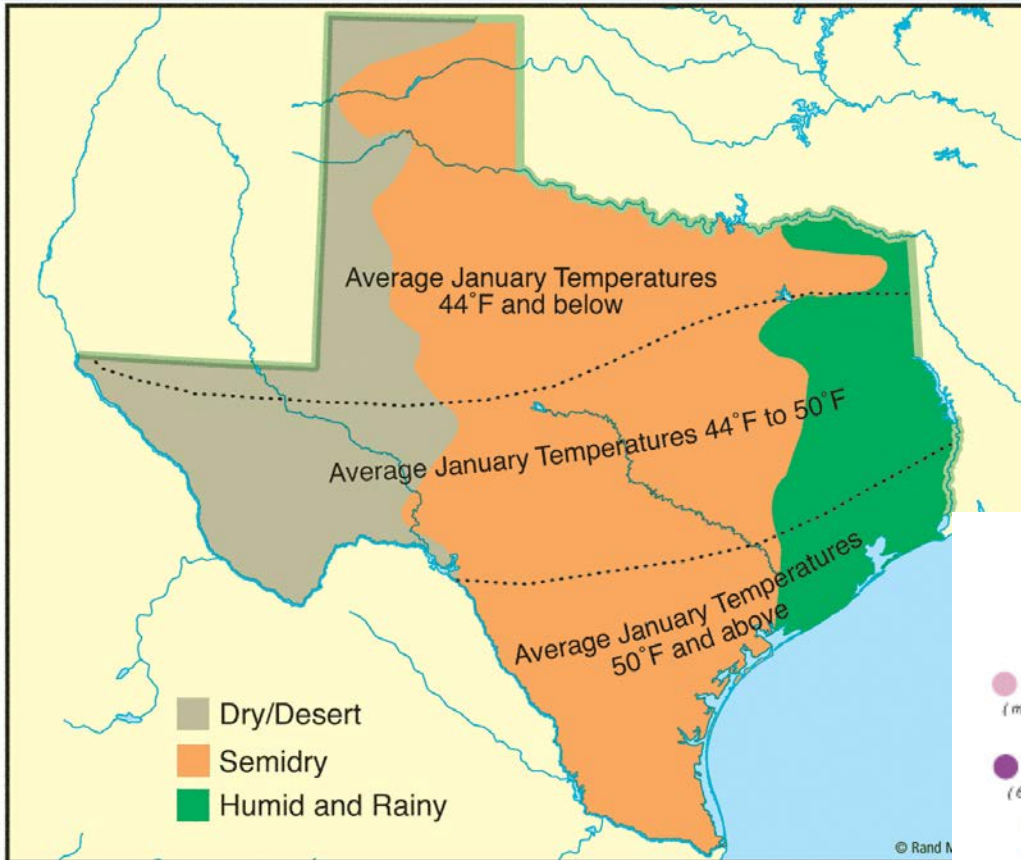 Average January Temperatures
44°F and below
Average January Temperatures 44°F to 50°F
Average January Temperatures
50°F and above
Dry/Desert
Semidry
Humid and Rainy
© Rand